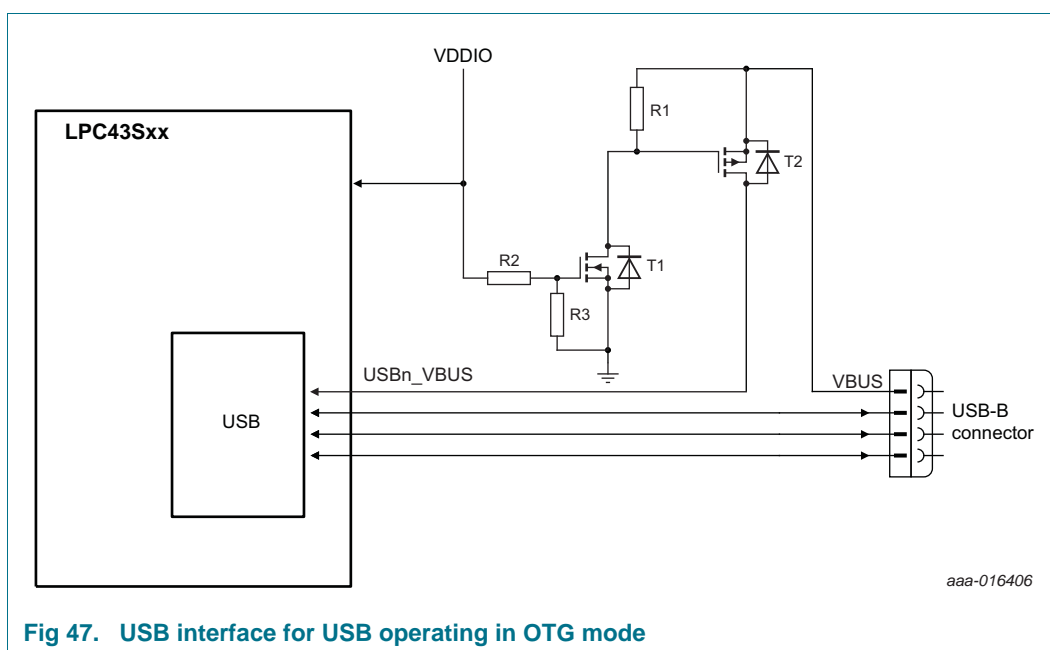 VDDIO
LPC43Sxx
R1
T2
R2
T1
R3
USBn_VBUS
VBUS
USB
USB-B
connector
aaa-016406
Fig 47. USB interface for USB operating in OTG mode